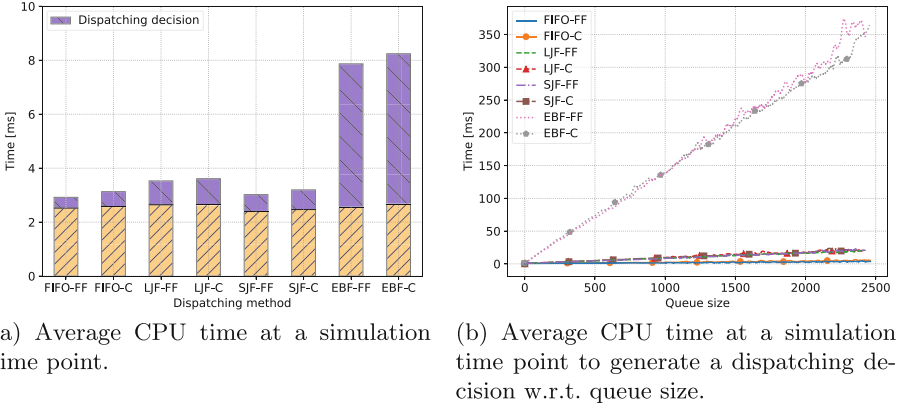 10
8
6
4
2
0
Time [ms]
Dispatching decision
FIFO-FF FIFO-C LJF-FF LJF-C SJF-FF SJF-C EBF-FF EBF-C
Dispatching method
350
300
250
200
150
100
50
0
Time [ms]
FIFO-FF
FIFO-C
LJF-FF
LJF-C
SJF-FF
SJF-C
EBF-FF
EBF-C
0 500 1000 1500 2000 2500
Queue size
a) Average CPU time at a simulation
ime point.
(b) Average CPU time at a simulation
time point to generate a dispatching de-
cision w.r.t. queue size.